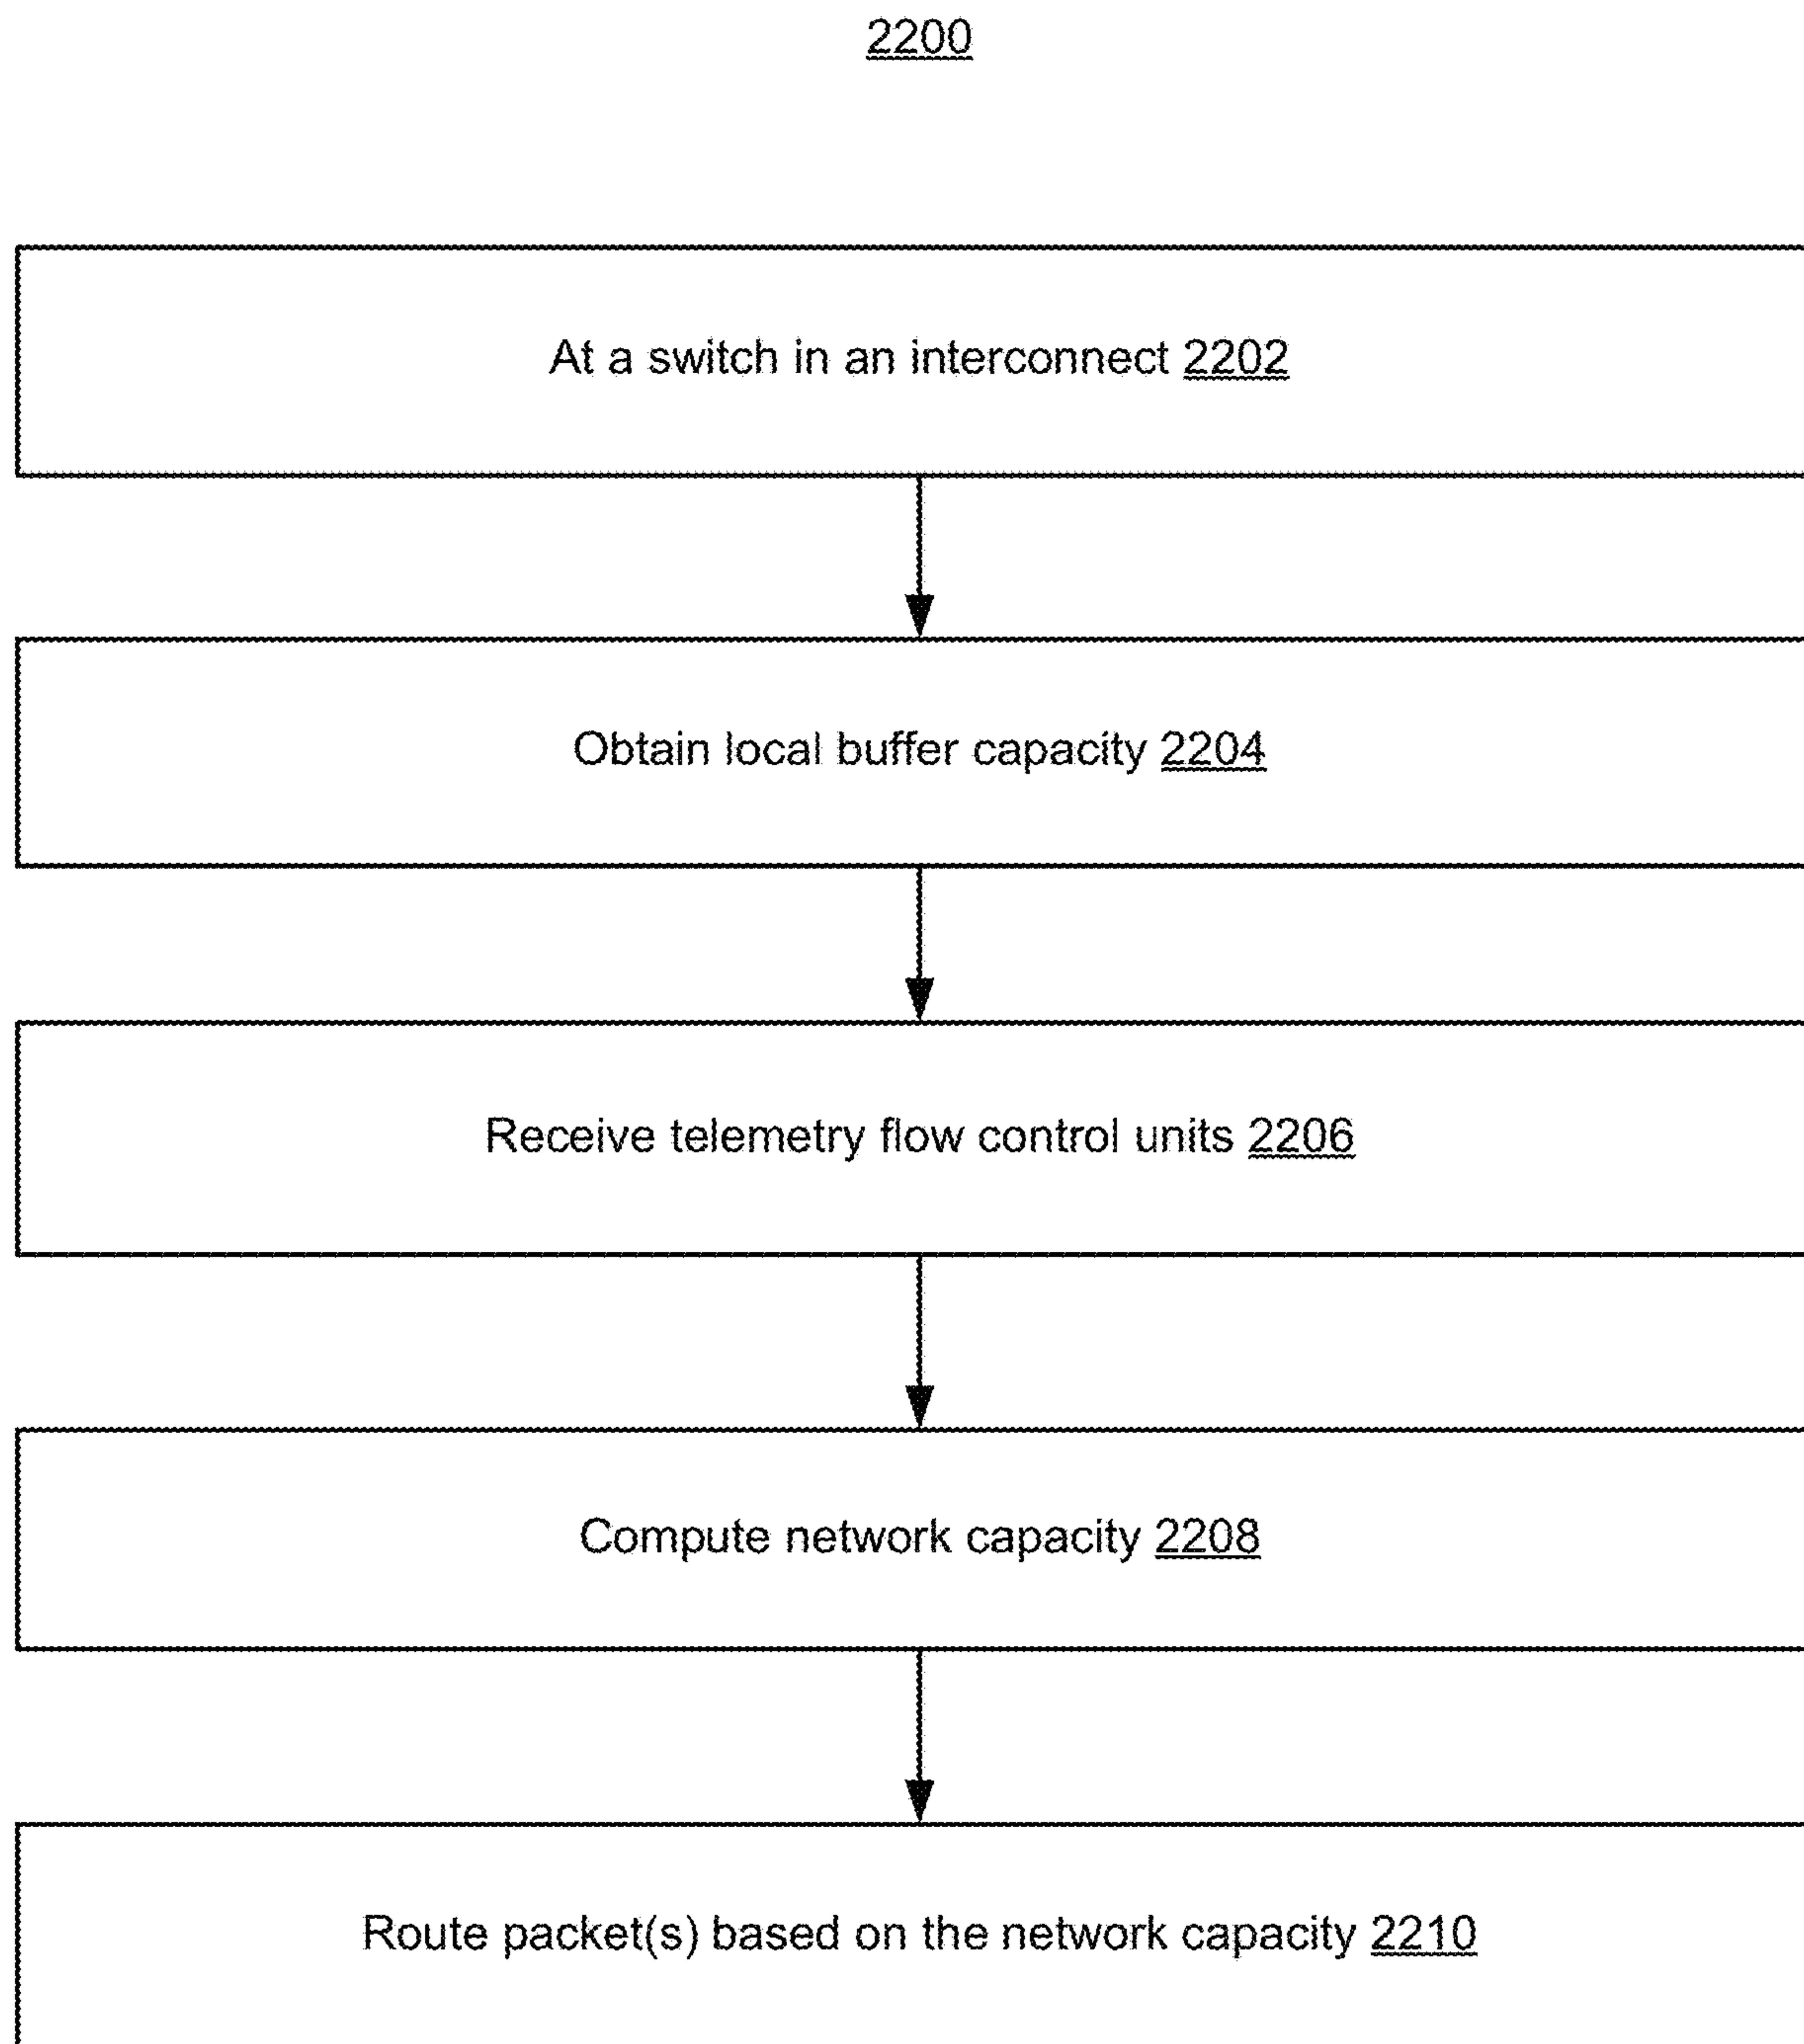 2200
At a switch in an interconnect 2202
Obtain local buffer capacity 2204
Receive telemetry flow control units 2206
Compute network capacity 2208
Route packet(s) based on the network capacity 2210